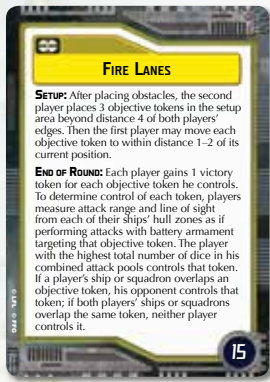 FIRE LANES
SETUP: After placing obstacles, the second
player places 3 objective tokens in the setup
area beyond distance 4 of both players'
edges. Then the first player may move each
objective token to within distance 1–2 of its
current position.
END OF ROUND: Each player gains 1 victory
token for each objective token he controls.
To determine control of each token, players
measure attack range and line of sight
from each of their ships' hull zones as if
performing attacks with battery armament
targeting that objective token. The player
with the highest total number of dice in his
combined attack pools controls that token.
If a player's ship or squadron overlaps an
objective token, his opponent controls that
token; if both players' ships or squadrons
overlap the same token, neither player
controls it.
© LFL © FFG
15